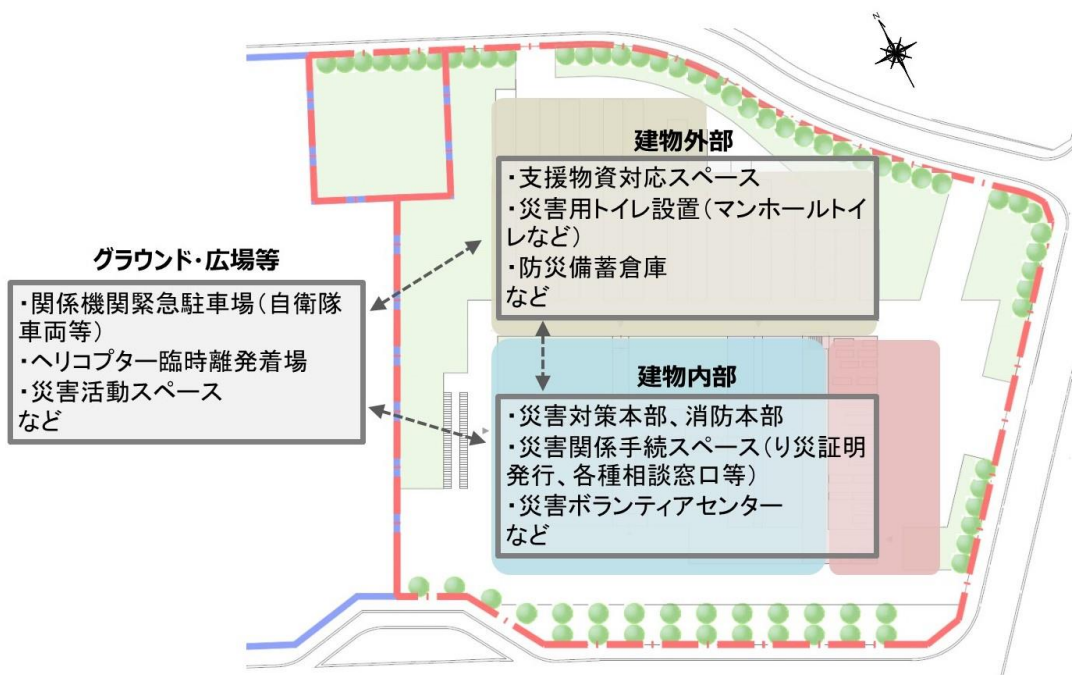 N
建物外部
・支援物資対応スペース
・災害用トイレ設置(マンホールトイ
レなど)
・防災備蓄倉庫
など
グラウンド・広場等
・関係機関緊急駐車場(自衛隊
車両等)
・ヘリコプター臨時離発着場
・災害活動スペース
など
建物内部
・災害対策本部、消防本部
・災害関係手続スペース(り災証明
発行、各種相談窓口等)
・災害ボランティアセンター
など